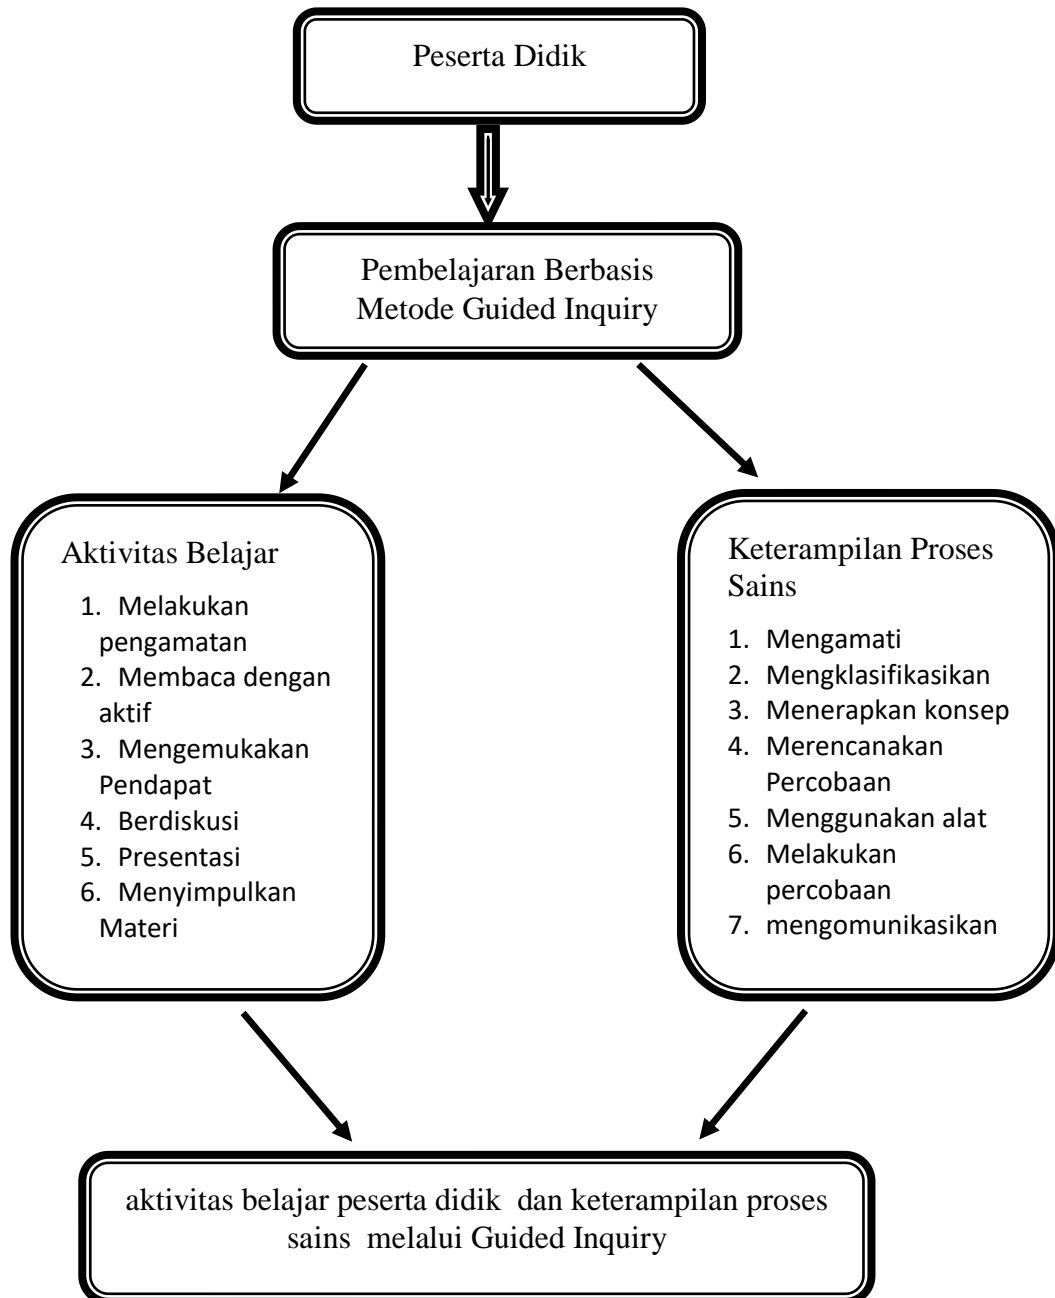 Peserta Didik
Pembelajaran Berbasis
Metode Guided Inquiry
Aktivitas Belajar
1. Melakukan
pengamatan
2. Membaca dengan
aktif
3. Mengemukakan
Pendapat
4. Berdiskusi
5. Presentasi
6. Menyimpulkan
Materi
Keterampilan Proses
Sains
1. Mengamati
2. Mengklasifikasikan
3. Menerapkan konsep
4. Merencanakan
Percobaan
5. Menggunakan alat
6. Melakukan
percobaan
7. mengomunikasikan
aktivitas belajar peserta didik dan keterampilan proses
sains melalui Guided Inquiry